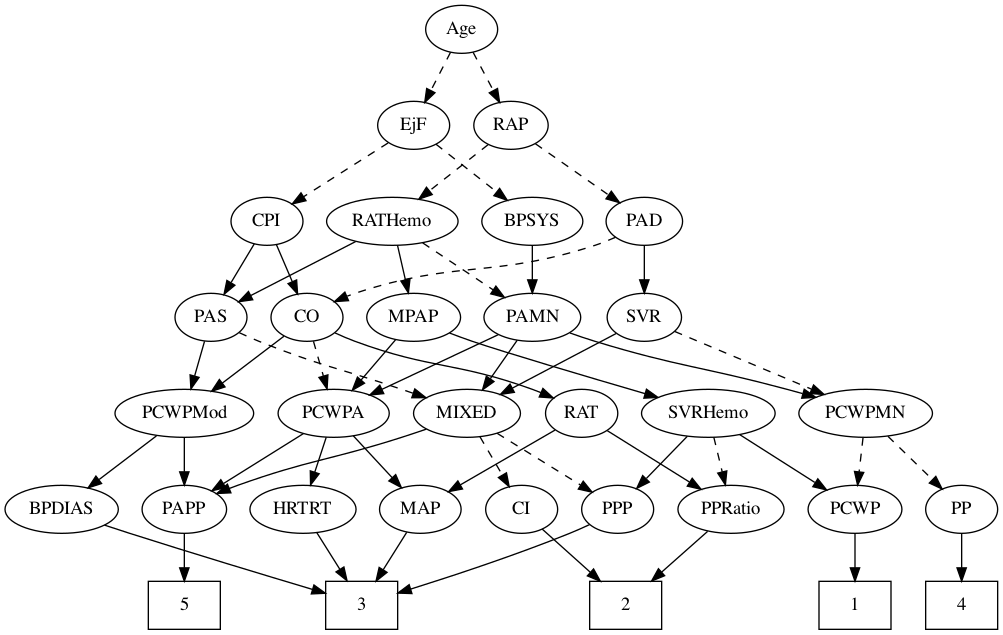 Age
EjF RAP
CPI RATHemo BPSYS PAD
PAS CO MPAP PAMN SVR
PCWPMod PCWPA MIXED RAT SVRHemo PCWPMN
BPDIAS PAPP HRTRT MAP CI PPP PPRatio PCWP PP
5 3 2 1 4